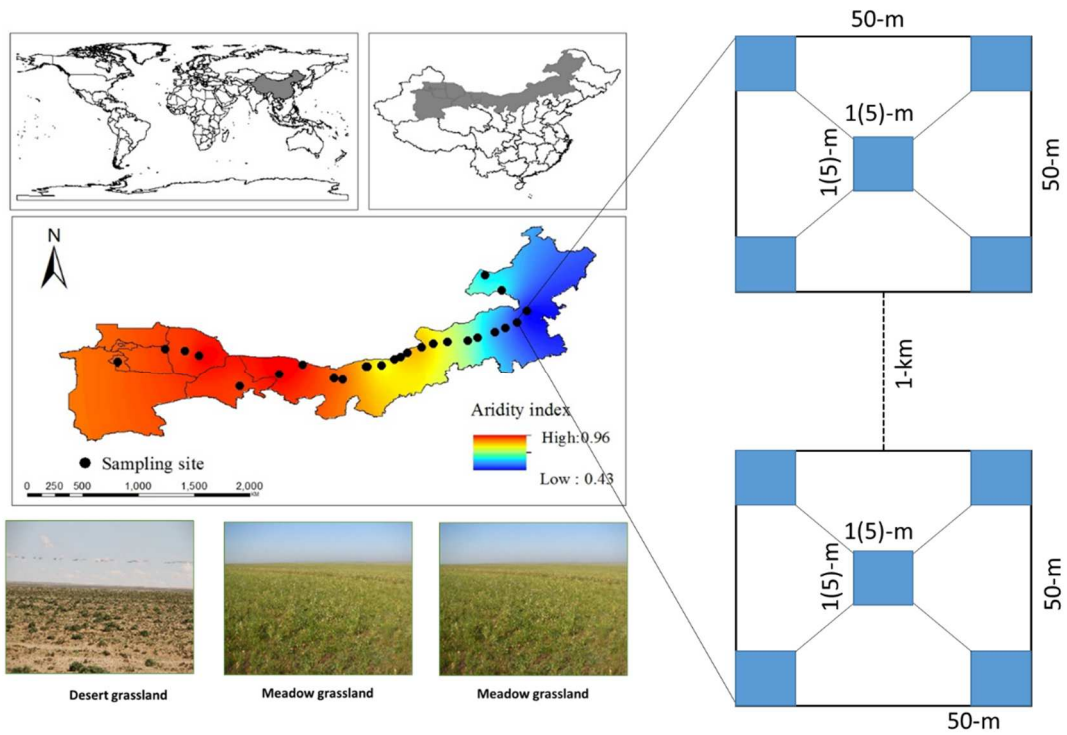 N
Aridity index
High:0.96
Low : 0.43
Sampling site
0 250 500 1,000 1,500 2,000
KM
Desert grassland
Meadow grassland
Meadow grassland
50-m
1(5)-m
1(5)-m
50-m
1-km
1(5)-m
1(5)-m
50-m
50-m